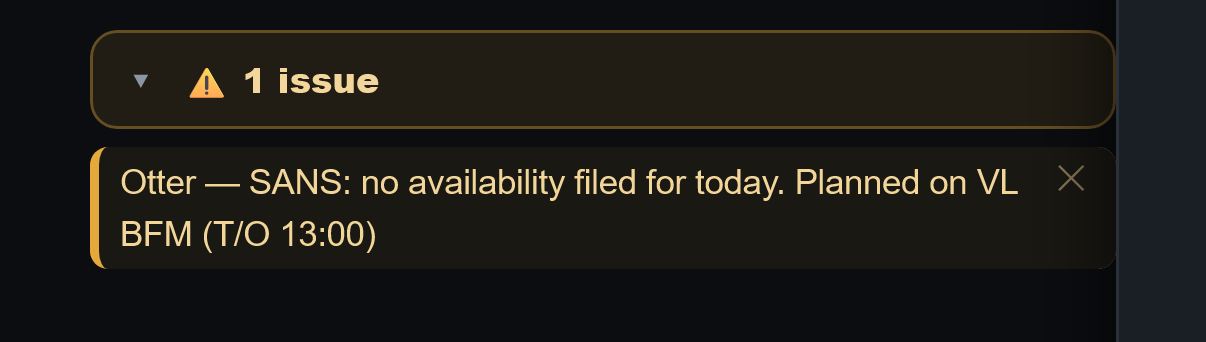 1 issue
Otter — SANS: no availability filed for today. Planned on VL
BFM (T/O 13:00)